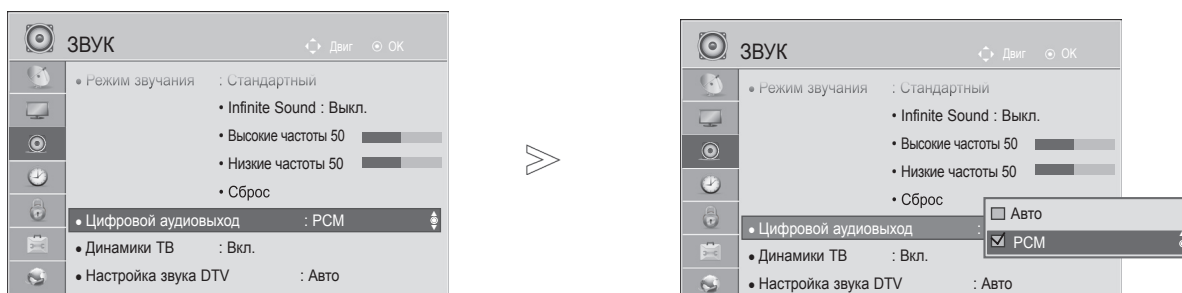 ЗВУК
Двиг OK
• Режим звучания : Стандартный
• Infinite Sound : Выкл.
• Высокие частоты 50
• Низкие частоты 50
• Сброс
• Цифровой аудиовыход : PCM
• Динамики ТВ : Вкл.
• Настройка звука DTV : Авто
ЗВУК
Двиг OK
• Режим звучания : Стандартный
• Infinite Sound : Выкл.
• Высокие частоты 50
• Низкие частоты 50
• Сброс
• Цифровой аудиовыход :
Авто
PCM
• Динамики ТВ : Вкл.
• Настройка звука DTV : Авто